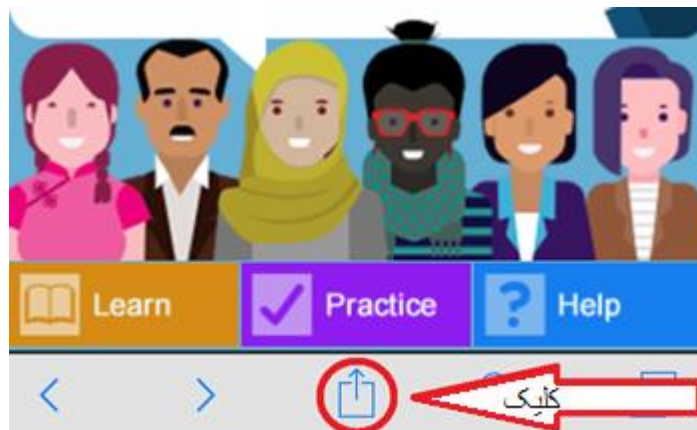 Learn
Practice
Help
کلیک